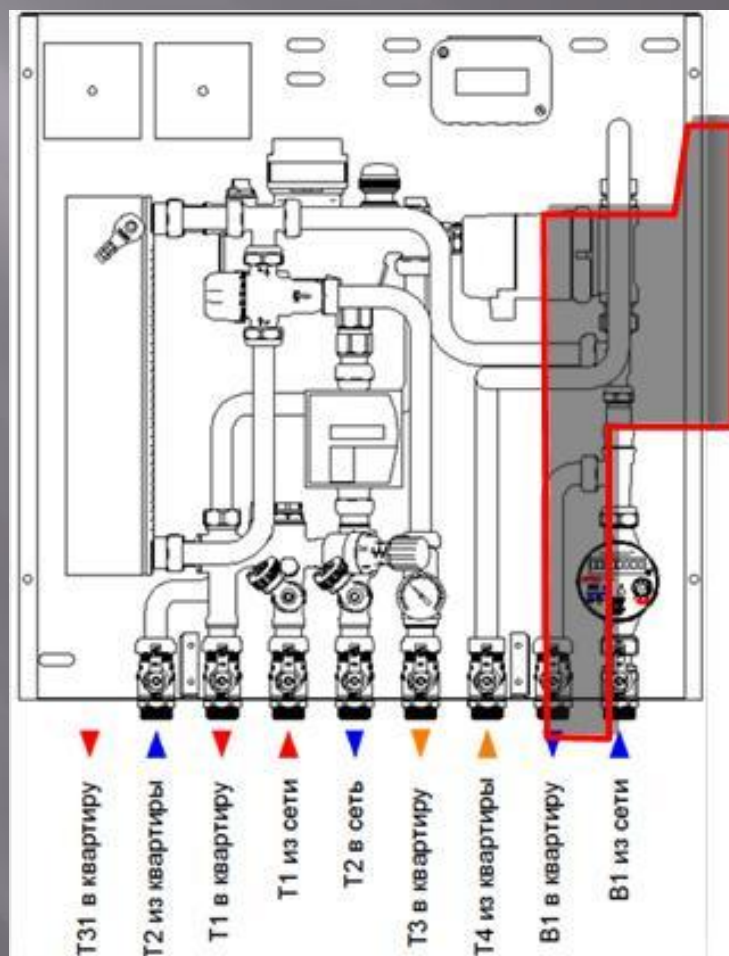 Т31 в квартиру
Т2 из квартиры
Т1 в квартиру
Т1 из сети
Т2 в сеть
Т3 в квартиру
Т4 из квартиры
В1 в квартиру
В1 из сети